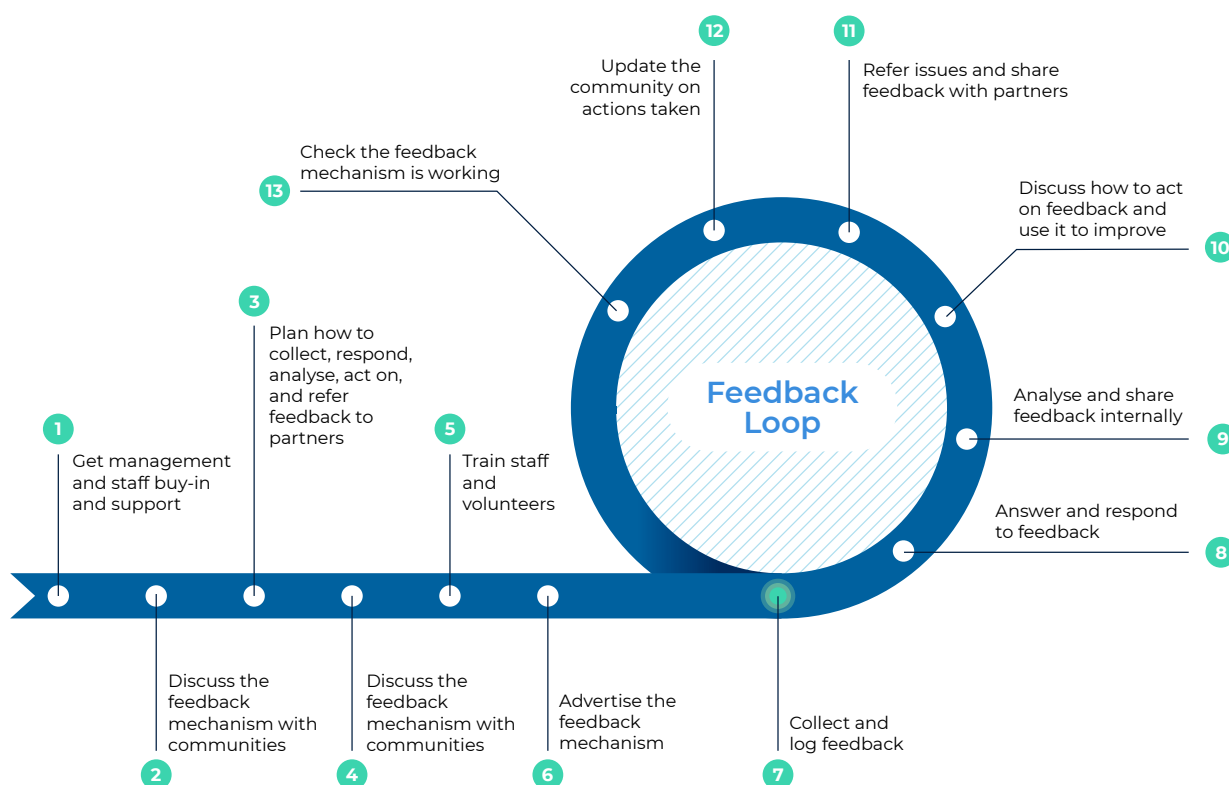 1
Get management
and staff buy-in
and support
2
Discuss the
feedback
mechanism with
communities
3
Plan how to
collect, respond,
analyse, act on,
and refer
feedback to
partners
4
Discuss the
feedback
mechanism with
communities
5
Train staff
and
volunteers
6
Advertise the
feedback
mechanism
7
Collect and
log feedback
8
Answer and respond
to feedback
9
Analyse and share
feedback internally
10
Discuss how to act
on feedback and
use it to improve
11
Refer issues and share
feedback with partners
12
Update the
community on
actions taken
13
Check the feedback
mechanism is working
Feedback
Loop